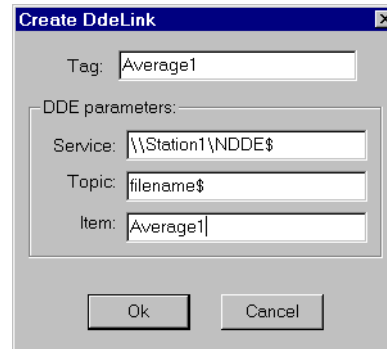 Create DdeLink
Tag: Average1
DDE parameters:
Service: \\Station1\NDDE$
Topic: filename$
Item: Average1
Ok Cancel